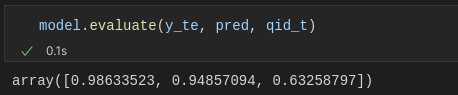 model.evaluate(y_te, pred, qid_t)
✓ 0.1s
array([0.98633523, 0.94857094, 0.63258797])